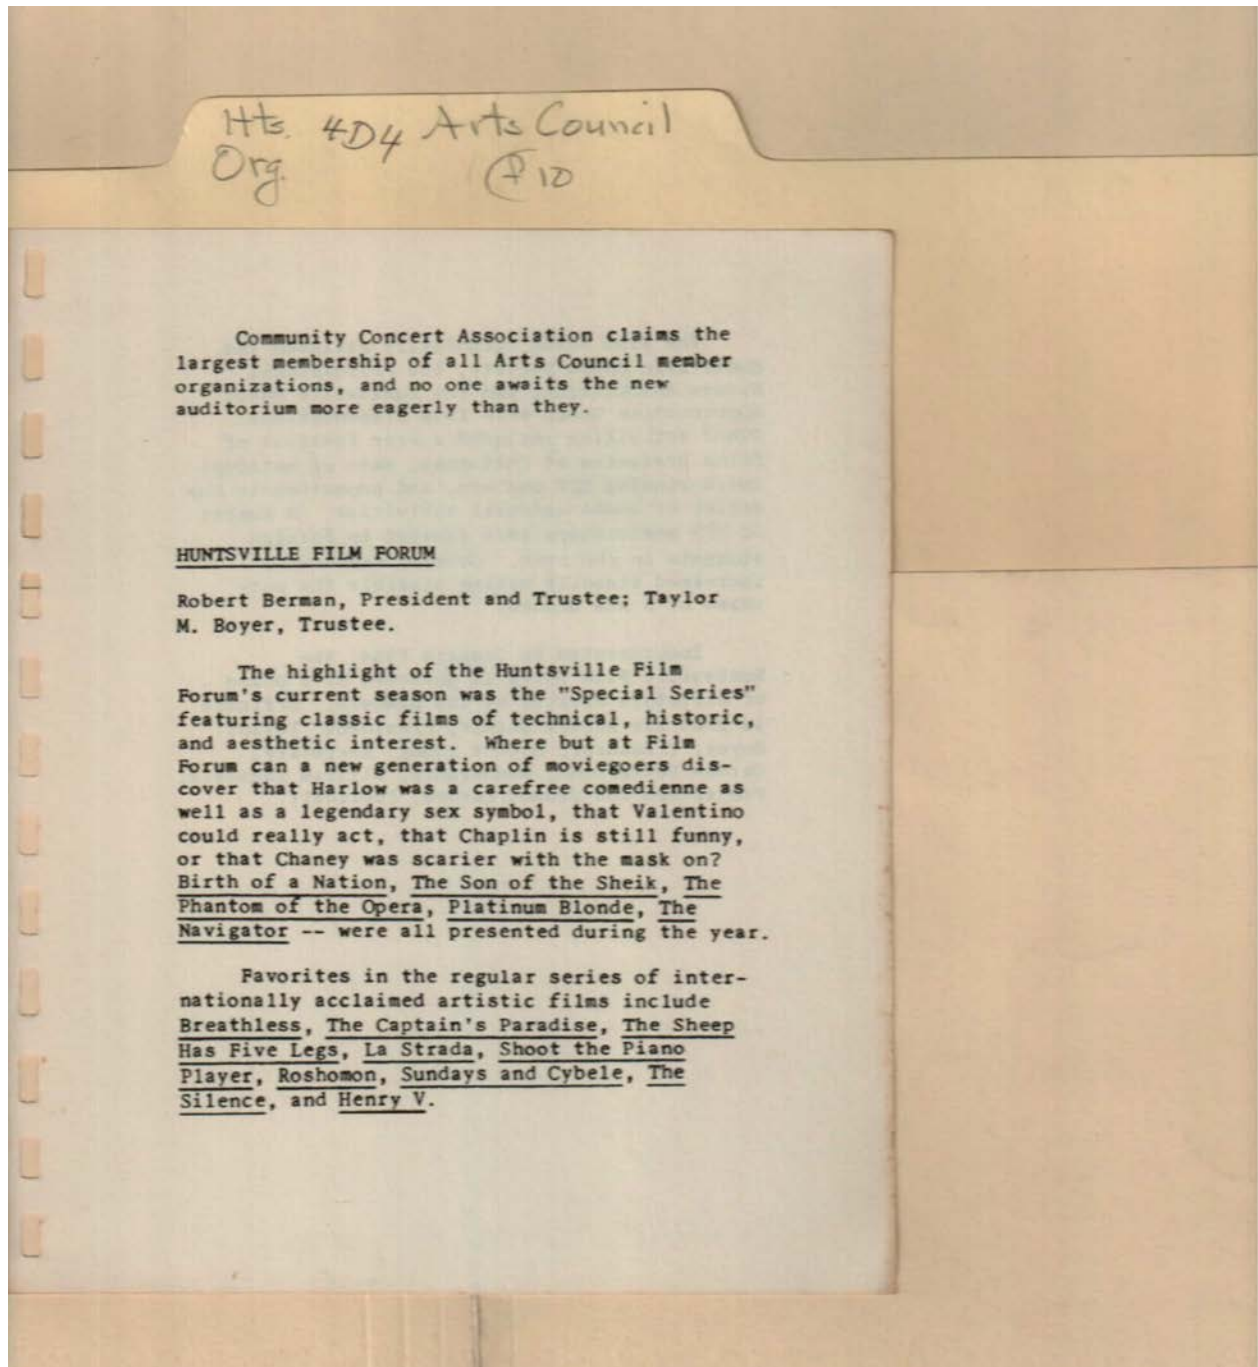 Hts. 4D4 Arts Council
Org. P 10
Community Concert Association claims the
largest membership of all Arts Council member
organizations, and no one awaits the new
auditorium more eagerly than they.
HUNTSVILLE FILM FORUM
Robert Berman, President and Trustee; Taylor
M. Boyer, Trustee.
The highlight of the Huntsville Film
Forum's current season was the "Special Series"
featuring classic films of technical, historic,
and aesthetic interest. Where but at Film
Forum can a new generation of moviegoers dis-
cover that Harlow was a carefree comedienne as
well as a legendary sex symbol, that Valentino
could really act, that Chaplin is still funny,
or that Chaney was scarier with the mask on?
Birth of a Nation, The Son of the Sheik, The
Phantom of the Opera, Platinum Blonde, The
Navigator -- were all presented during the year.
Favorites in the regular series of inter-
nationally acclaimed artistic films include
Breathless, The Captain's Paradise, The Sheep
Has Five Legs, La Strada, Shoot the Piano
Player, Roshomon, Sundays and Cybele, The
Silence, and Henry V.